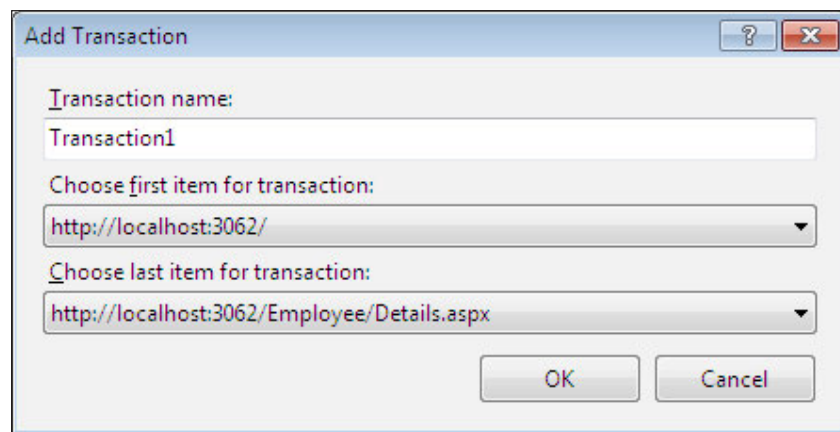 Add Transaction
Transaction name:
Transaction1
Choose first item for transaction:
http://localhost:3062/
Choose last item for transaction:
http://localhost:3062/Employee/Details.aspx
OK Cancel